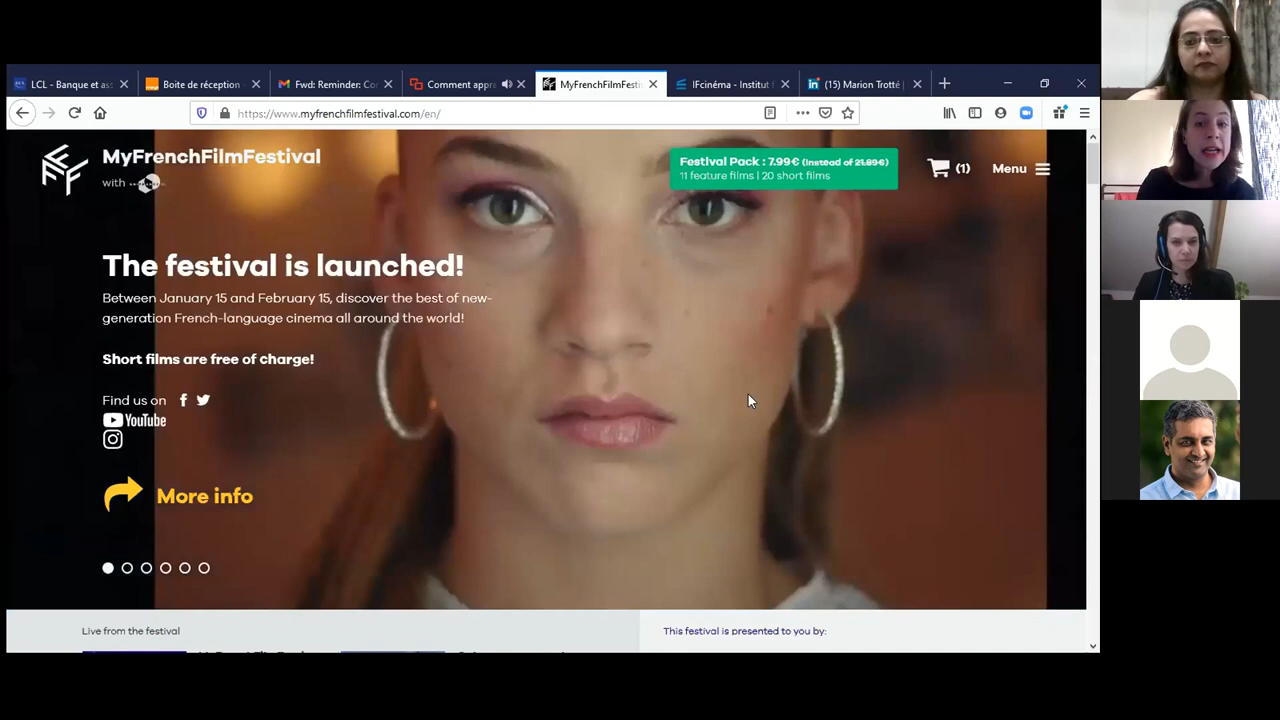 LCL - Banque et ass
Boite de réception
Fwd: Reminder: Co
Comment appre
MyFrenchFilmFesti
IFcinéma - Institut f
(15) Marion Trotté |
https://www.myfrenchfilmfestival.com/en/
MyFrenchFilmFestival
with
Festival Pack : 7.99€ (instead of 21.89€)
11 feature films | 20 short films
(1)
Menu
The festival is launched!
Between January 15 and February 15, discover the best of new-
generation French-language cinema all around the world!
Short films are free of charge!
Find us on
YouTube
More info
Live from the festival
This festival is presented to you by: